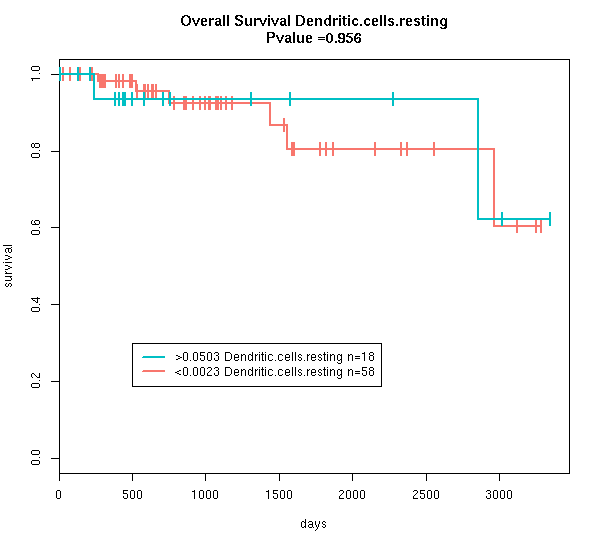 Overall Survival Dendritic.cells.resting
Pvalue =0.956
survival
1.0
0.8
0.6
0.4
0.2
0.0
>0.0503 Dendritic.cells.resting n=18
<0.0023 Dendritic.cells.resting n=58
0 500 1000 1500 2000 2500 3000
days